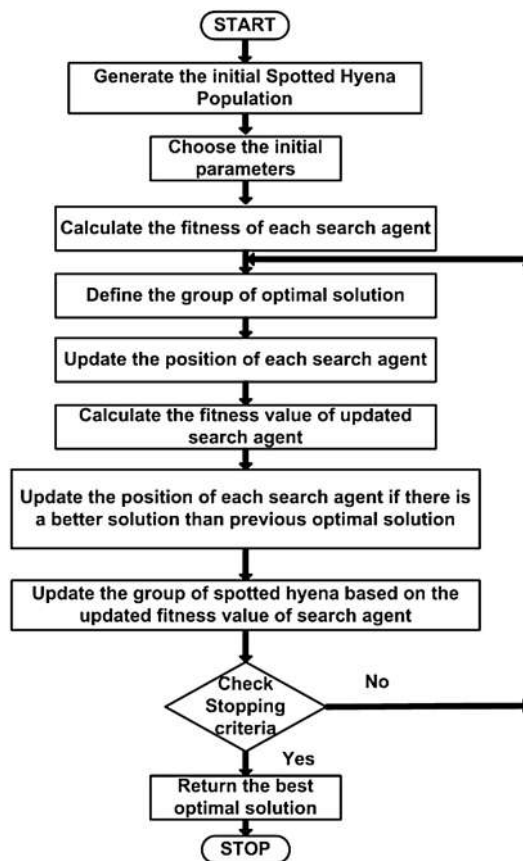 START
Generate the initial Spotted Hyena
Population
Choose the initial
parameters
Calculate the fitness of each search agent
Define the group of optimal solution
Update the position of each search agent
Calculate the fitness value of updated
search agent
Update the position of each search agent if there is
a better solution than previous optimal solution
Update the group of spotted hyena based on the
updated fitness value of search agent
Check
Stopping
criteria
No
Yes
Return the best
optimal solution
STOP